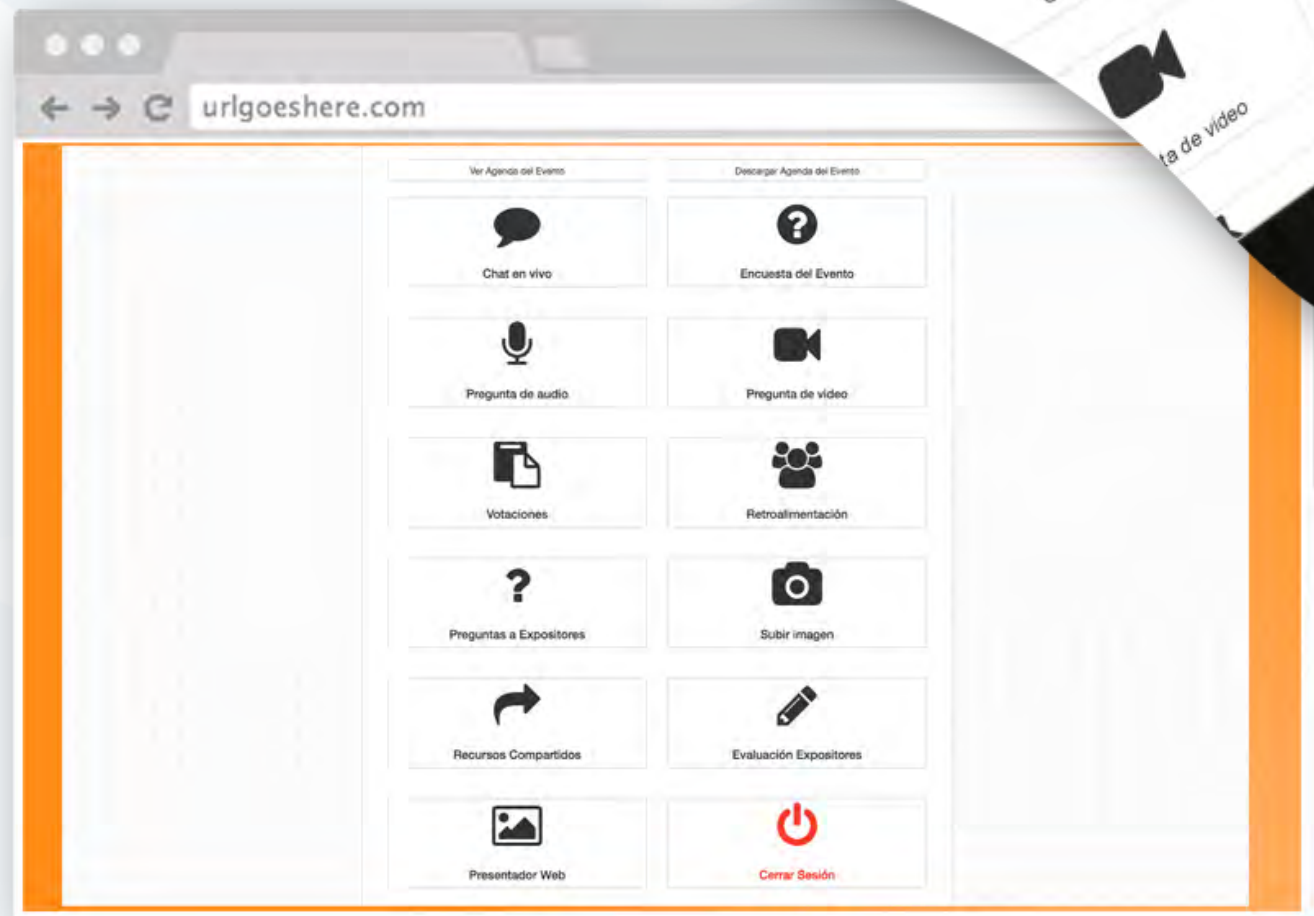 urlgoeshere.com
ta de video
Ver Agenda del Evento
Descargar Agenda del Evento
Chat en vivo
Encuesta del Evento
Pregunta de audio
Pregunta de video
Votaciones
Retroalimentación
Preguntas a Expositores
Subir imagen
Recursos Compartidos
Evaluación Expositores
Presentador Web
Cerrar Sesión